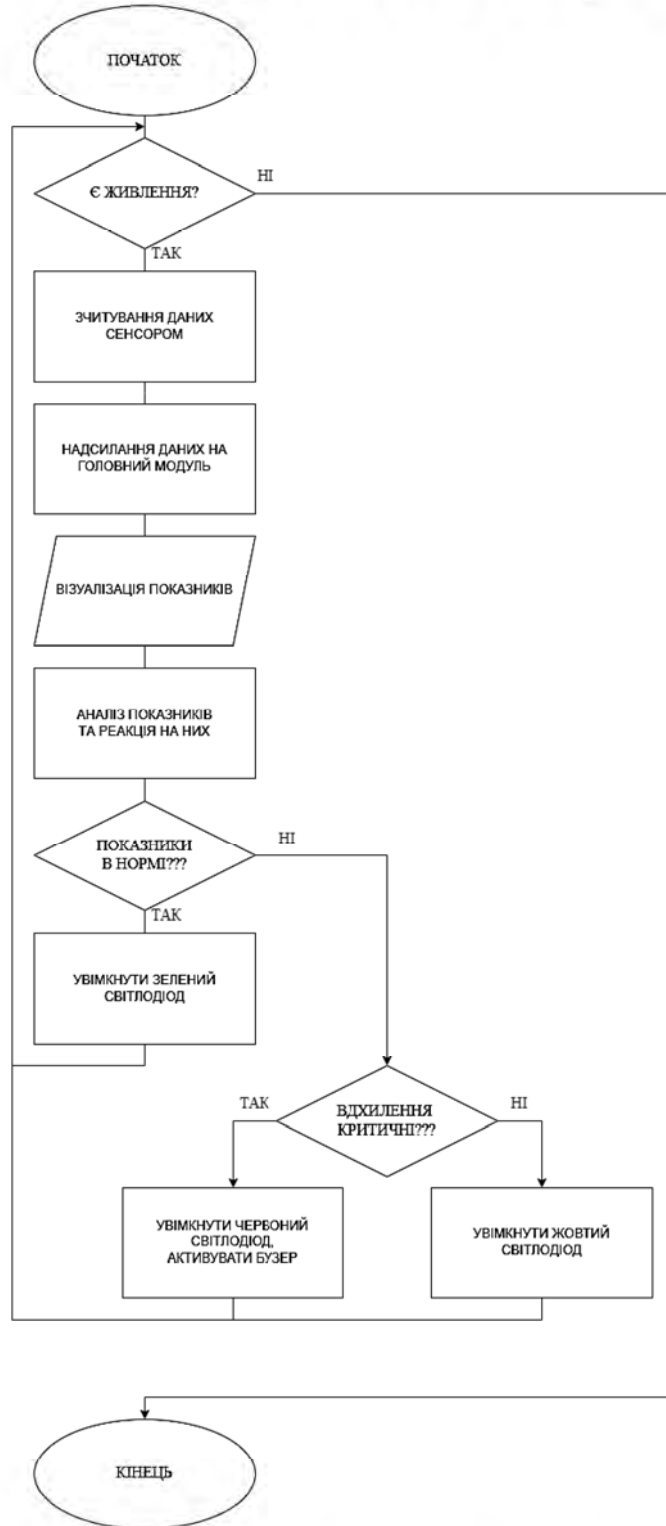 ПОЧАТОК
Є ЖИВЛЕННЯ?
НІ
ТАК
ЗЧИТУВАННЯ ДАНИХ
СЕНСОРОМ
НАДСИЛАННЯ ДАНИХ НА
ГОЛОВНИЙ МОДУЛЬ
ВІЗУАЛІЗАЦІЯ ПОКАЗНИКІВ
АНАЛІЗ ПОКАЗНИКІВ
ТА РЕАКЦІЯ НА НИХ
ПОКАЗНИКИ
В НОРМІ???
НІ
ТАК
УВІМКНУТИ ЗЕЛЕНИЙ
СВІТЛОДІОД
ВДХИЛЕННЯ
КРИТИЧНІ???
ТАК
НІ
УВІМКНУТИ ЧЕРВОНИЙ
СВІТЛОДІОД,
АКТИВУВАТИ БУЗЕР
УВІМКНУТИ ЖОВТИЙ
СВІТЛОДІОД
КІНЕЦЬ